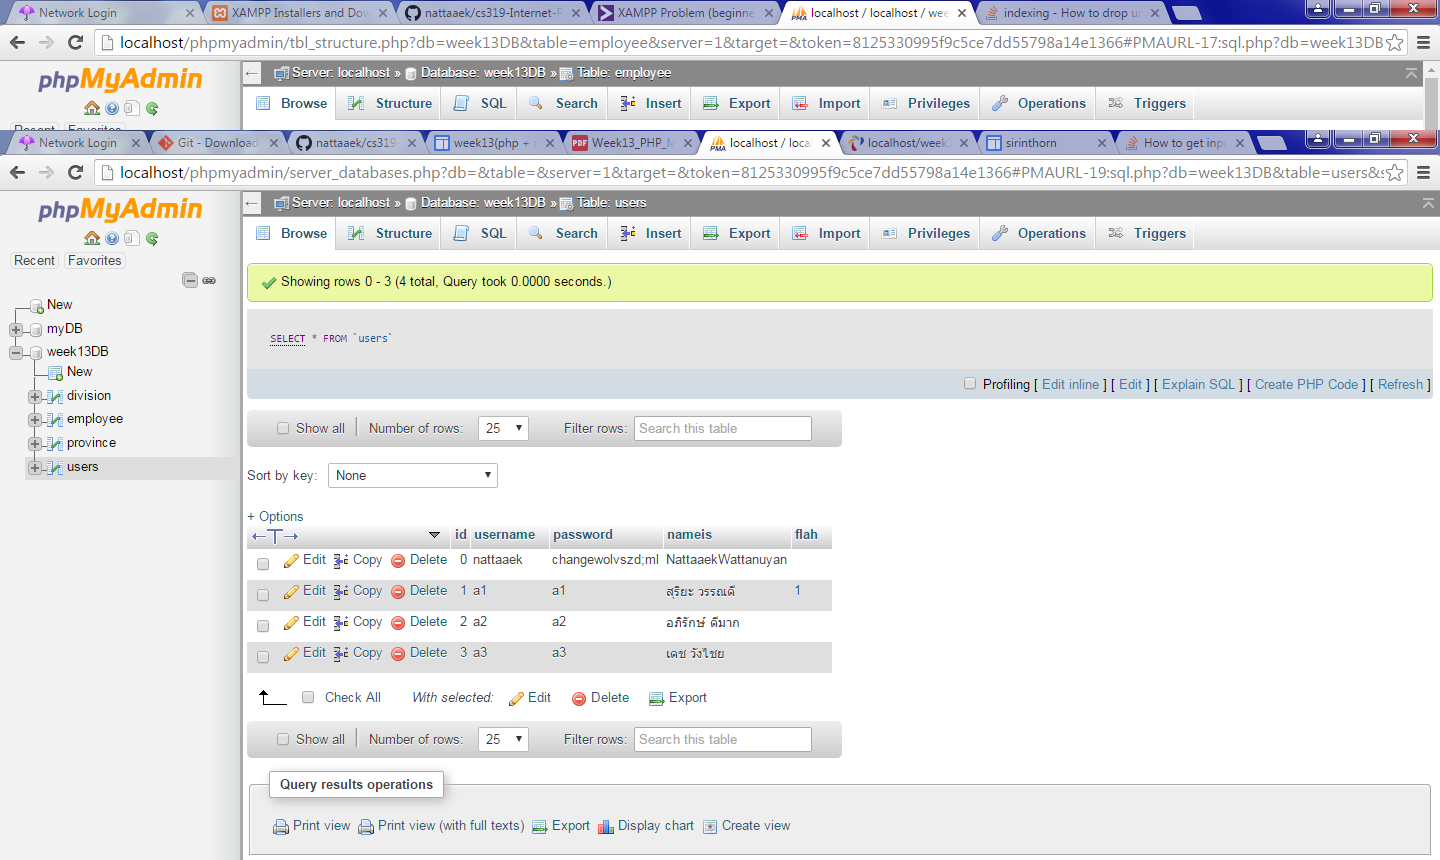 Network Login XAMPP Installers and Dow nattaaek/cs319-Internet-P XAMPP Problem (beginne localhost / localhost / wee indexing - How to drop u
localhost/phpmyadmin/tbl_structure.php?db=week13DB&table=employee&server=1&target=&token=8125330995f9c5ce7dd55798a14e1366#PMAURL-17:sql.php?db=week13DB
phpMyAdmin
← Server: localhost » Database: week13DB » Table: employee
Browse Structure SQL Search Insert Export Import Privileges Operations Triggers
Recent Favorites
Network Login Git - Download nattaaek/cs319 week13(php + Week13_PHP_M localhost / local localhost/week1 sirinthorn How to get inpu
localhost/phpmyadmin/server_databases.php?db=&table=&server=1&target=&token=8125330995f9c5ce7dd55798a14e1366#PMAURL-19:sql.php?db=week13DB&table=users&s
phpMyAdmin
← Server: localhost » Database: week13DB » Table: users
Browse Structure SQL Search Insert Export Import Privileges Operations Triggers
Recent Favorites
New
myDB
week13DB
New
division
employee
province
users
Showing rows 0 - 3 (4 total, Query took 0.0000 seconds.)
SELECT * FROM `users`
Profiling [ Edit inline ] [ Edit ] [ Explain SQL ] [ Create PHP Code ] [ Refresh ]
Show all Number of rows: 25 Filter rows: Search this table
Sort by key: None
+ Options
←T→ id username password nameis flah
Edit Copy Delete 0 nattaaek changewolvszd;ml NattaaekWattanuyan
Edit Copy Delete 1 a1 a1 สุริยะ วรรณดี 1
Edit Copy Delete 2 a2 a2 อภิรักษ์ ดีมาก
Edit Copy Delete 3 a3 a3 เดช วังไชย
Check All With selected: Edit Delete Export
Show all Number of rows: 25 Filter rows: Search this table
Query results operations
Print view Print view (with full texts) Export Display chart Create view